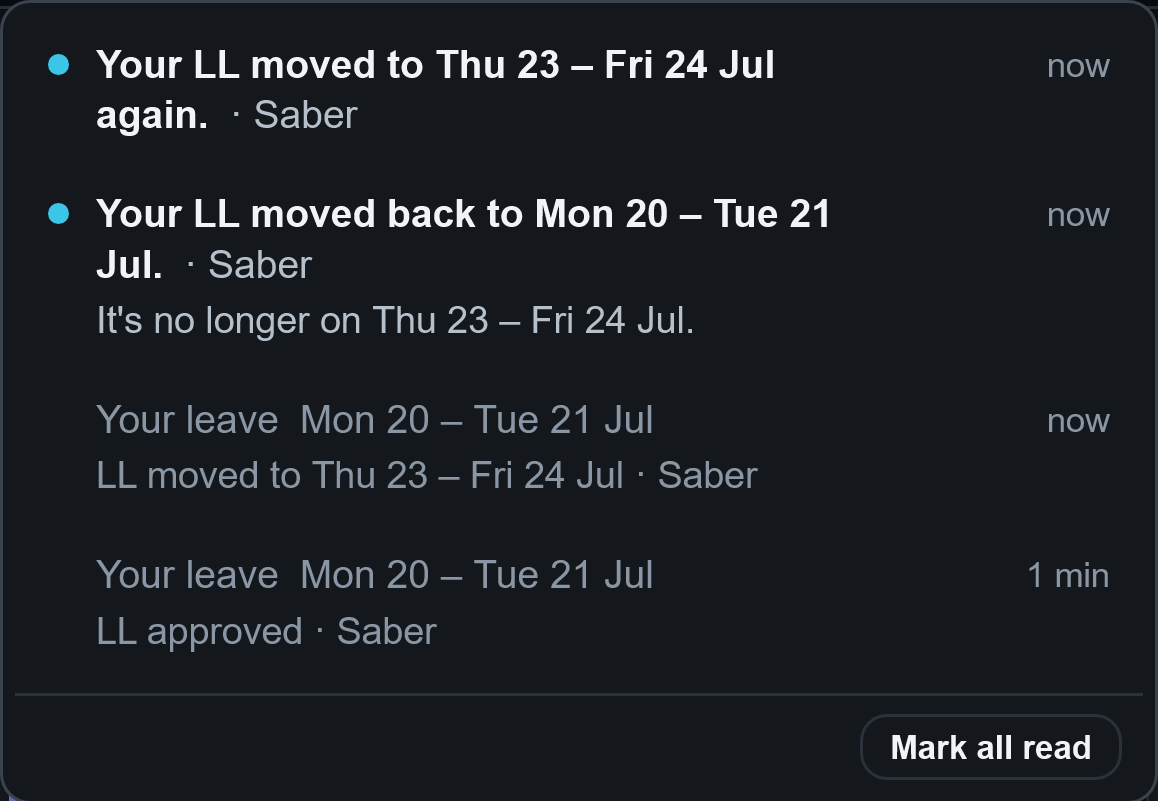 Your LL moved to Thu 23 – Fri 24 Jul now
again. · Saber
Your LL moved back to Mon 20 – Tue 21 now
Jul. · Saber
It's no longer on Thu 23 – Fri 24 Jul.
Your leave Mon 20 – Tue 21 Jul now
LL moved to Thu 23 – Fri 24 Jul · Saber
Your leave Mon 20 – Tue 21 Jul 1 min
LL approved · Saber
Mark all read